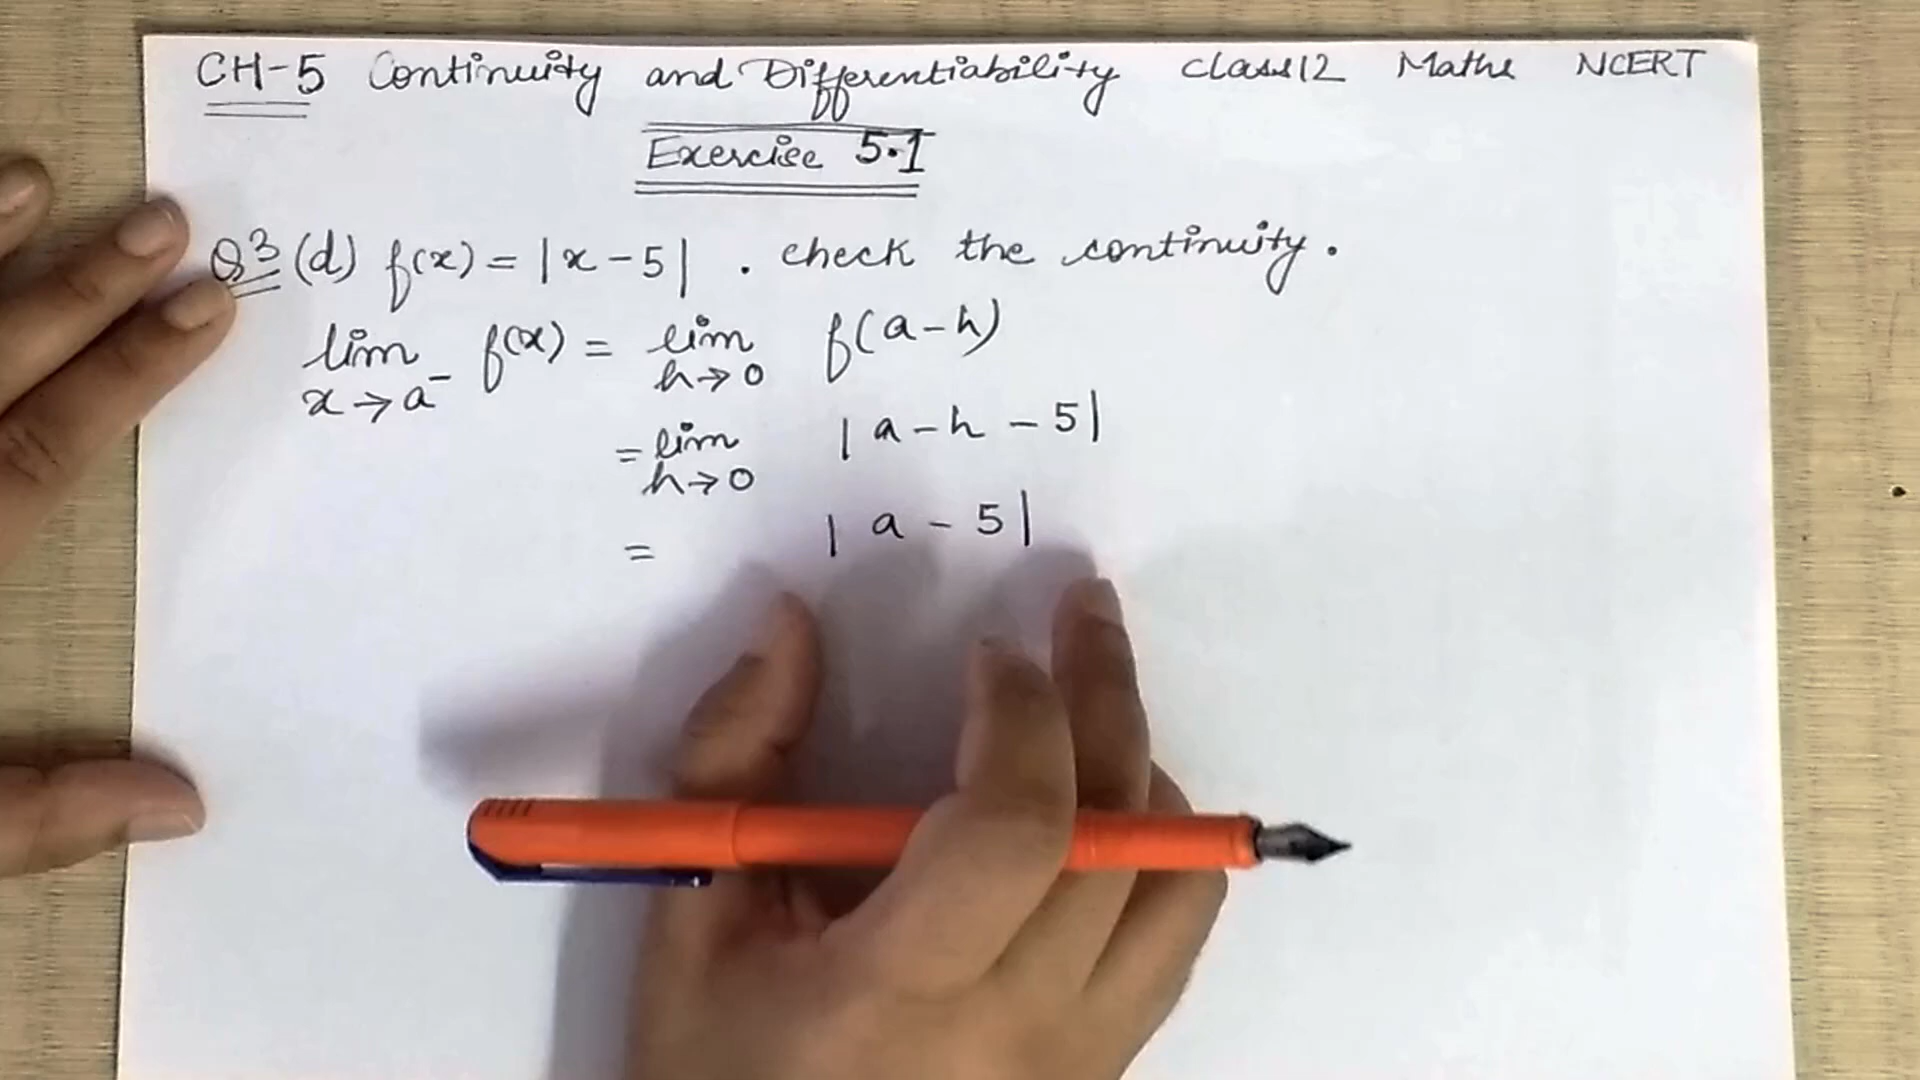 CH-5 Continuity and Differentiability Class12 Maths NCERT
Exercise 5.1
Q3 (d) f(x) = |x-5| . check the continuity.
lim f(x) = lim f(a-h)
x→a⁻ h→0
= lim |a-h-5|
h→0
= |a-5|